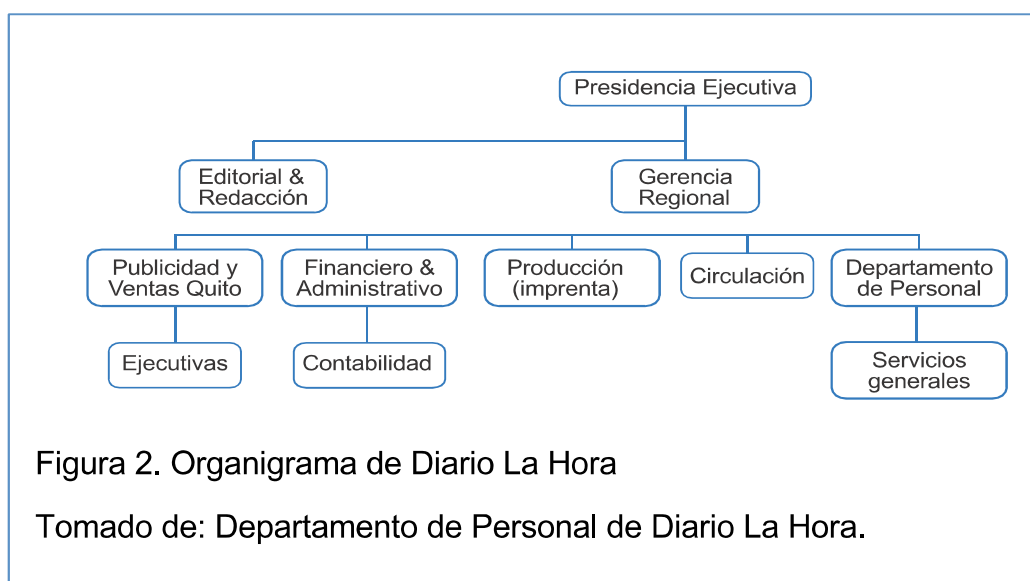 Presidencia Ejecutiva
Editorial &
Redacción
Gerencia
Regional
Publicidad y
Ventas Quito
Financiero &
Administrativo
Producción
(imprenta)
Circulación
Departamento
de Personal
Ejecutivas
Contabilidad
Servicios
generales
Figura 2. Organigrama de Diario La Hora
Tomado de: Departamento de Personal de Diario La Hora.